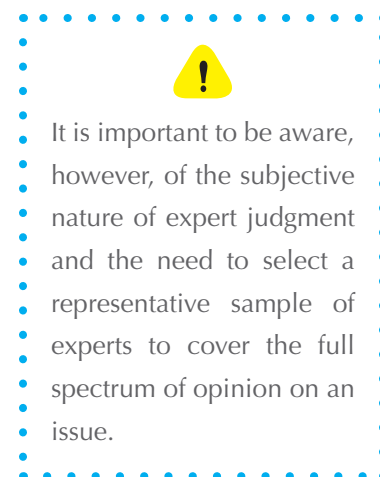 It is important to be aware,
however, of the subjective
nature of expert judgment
and the need to select a
representative sample of
experts to cover the full
spectrum of opinion on an
issue.